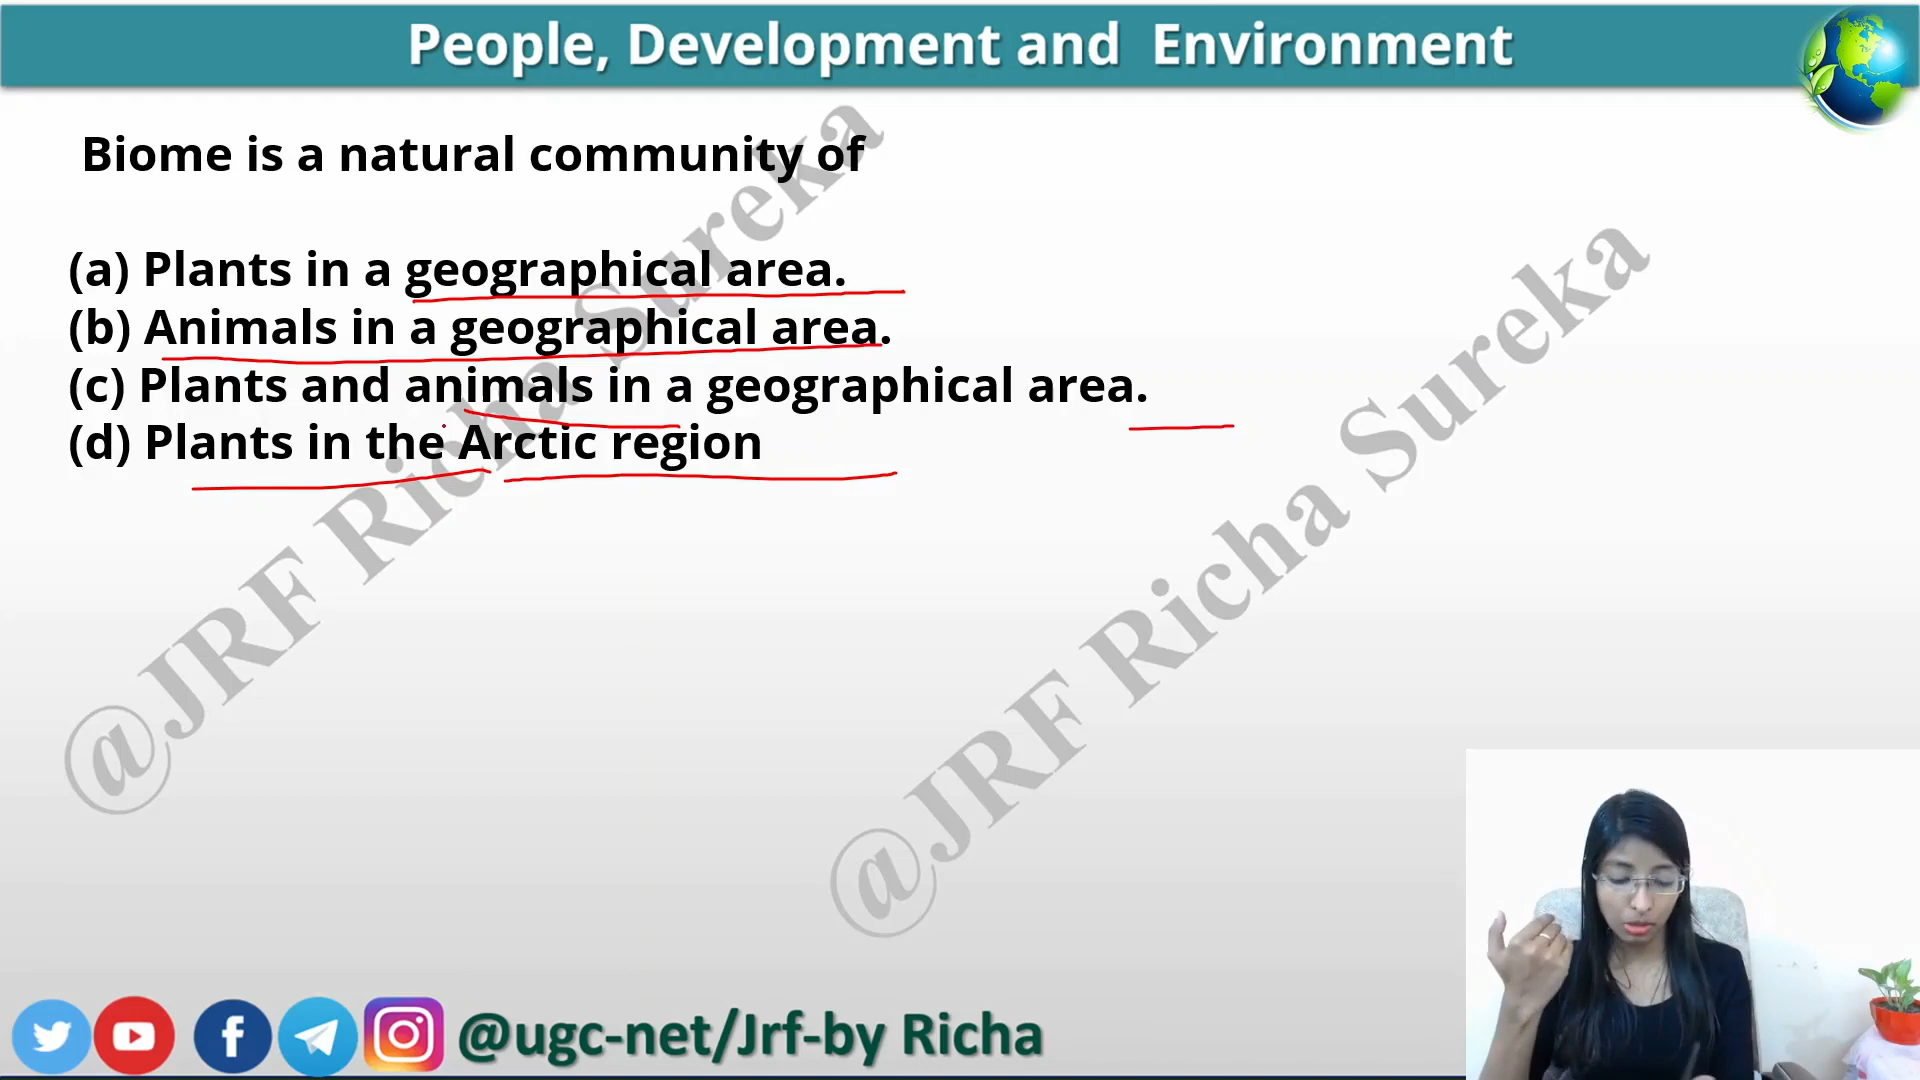 People, Development and Environment
Biome is a natural community of
(a) Plants in a geographical area.
(b) Animals in a geographical area.
(c) Plants and animals in a geographical area.
(d) Plants in the Arctic region
@JRF Richa Sureka
@JRF Richa Sureka
@ugc-net/Jrf-by Richa